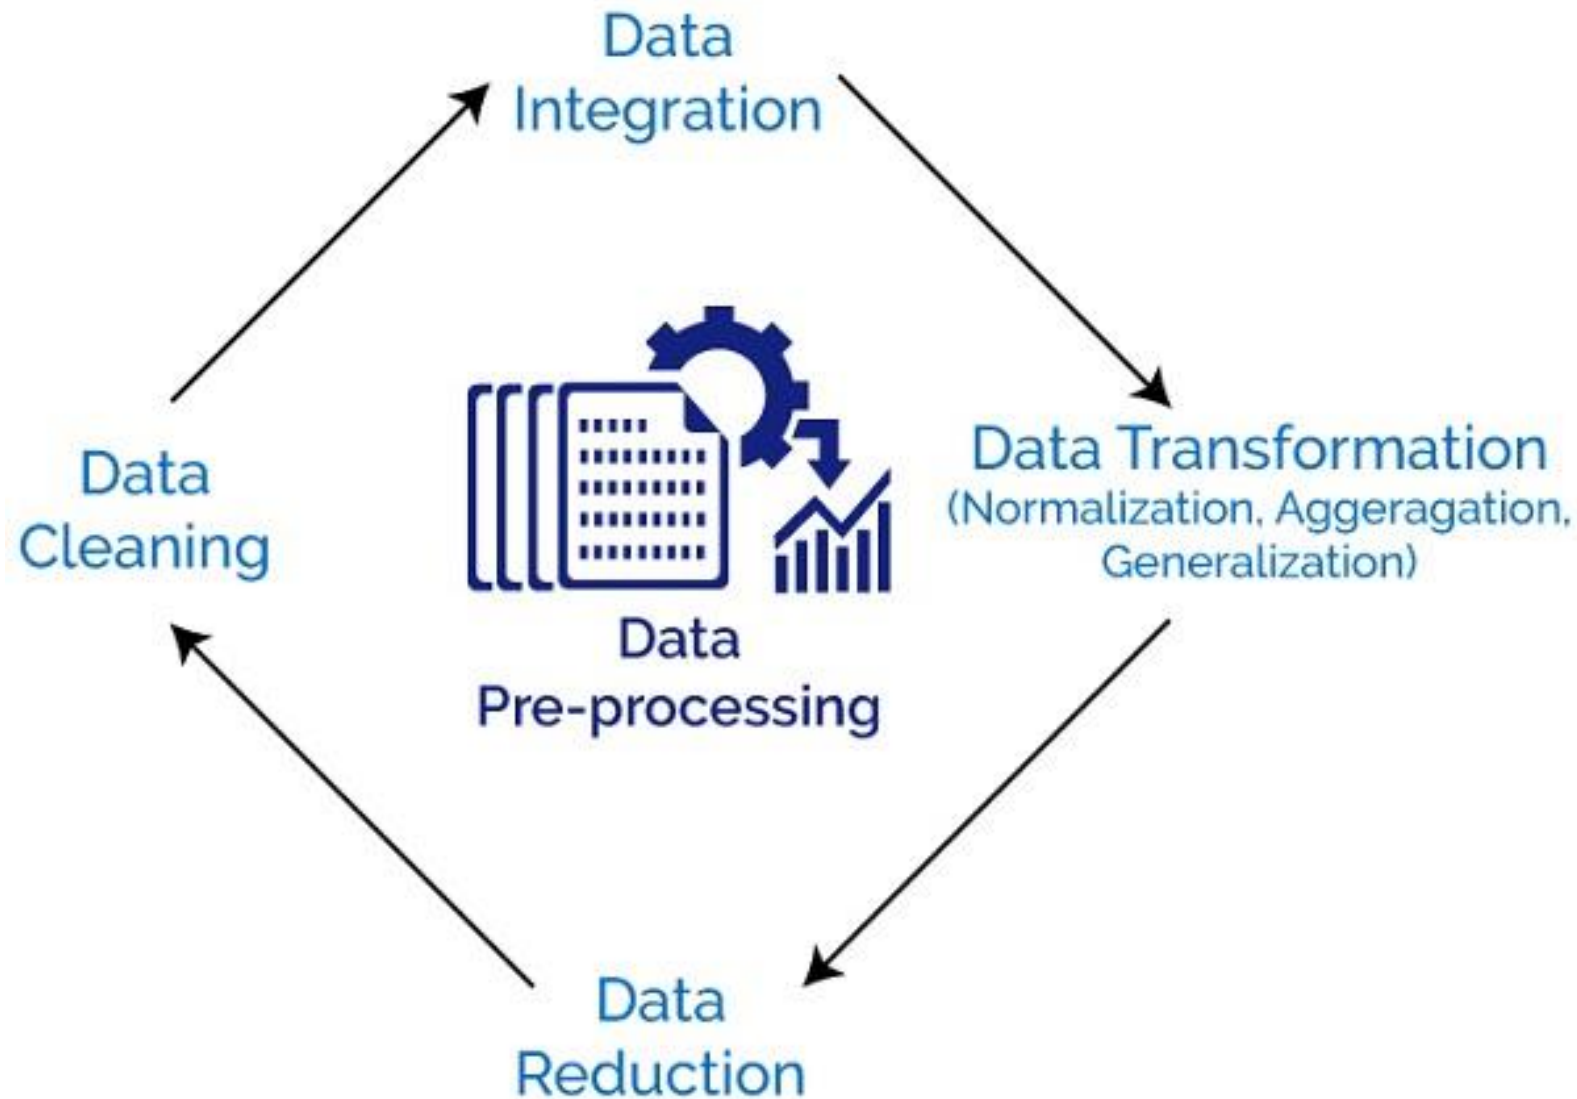 Data
Integration
Data
Cleaning
Data Transformation
(Normalization, Aggeragation,
Generalization)
Data
Pre-processing
Data
Reduction